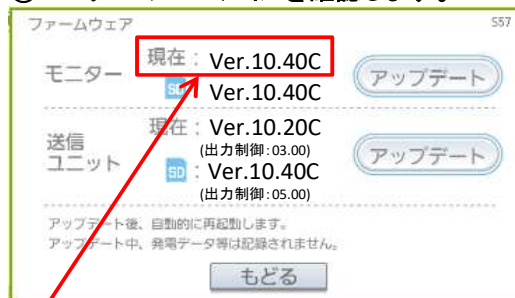 ファームウェア S57
モニター 現在： Ver.10.40C アップデート
SD Ver.10.40C
送信ユニット 現在： Ver.10.20C アップデート
(出力制御：03.00)
SD ： Ver.10.40C
(出力制御：05.00)
アップデート後、自動的に再起動します。
アップデート中、発電データ等は記録されません。
もどる